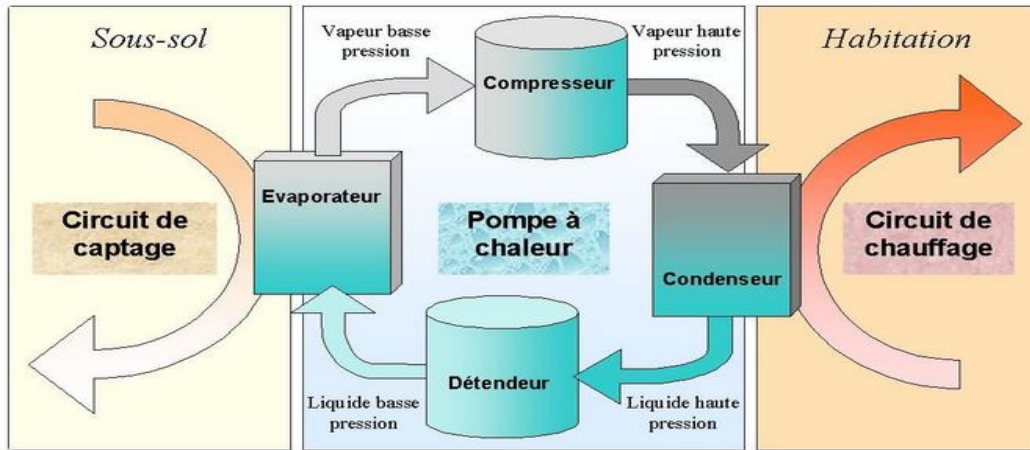 Sous-sol
Vapeur basse
pression
Vapeur haute
pression
Habitation
Compresseur
Evaporateur
Circuit de
captage
Pompe à
chaleur
Condenseur
Circuit de
chauffage
Détendeur
Liquide basse
pression
Liquide haute
pression